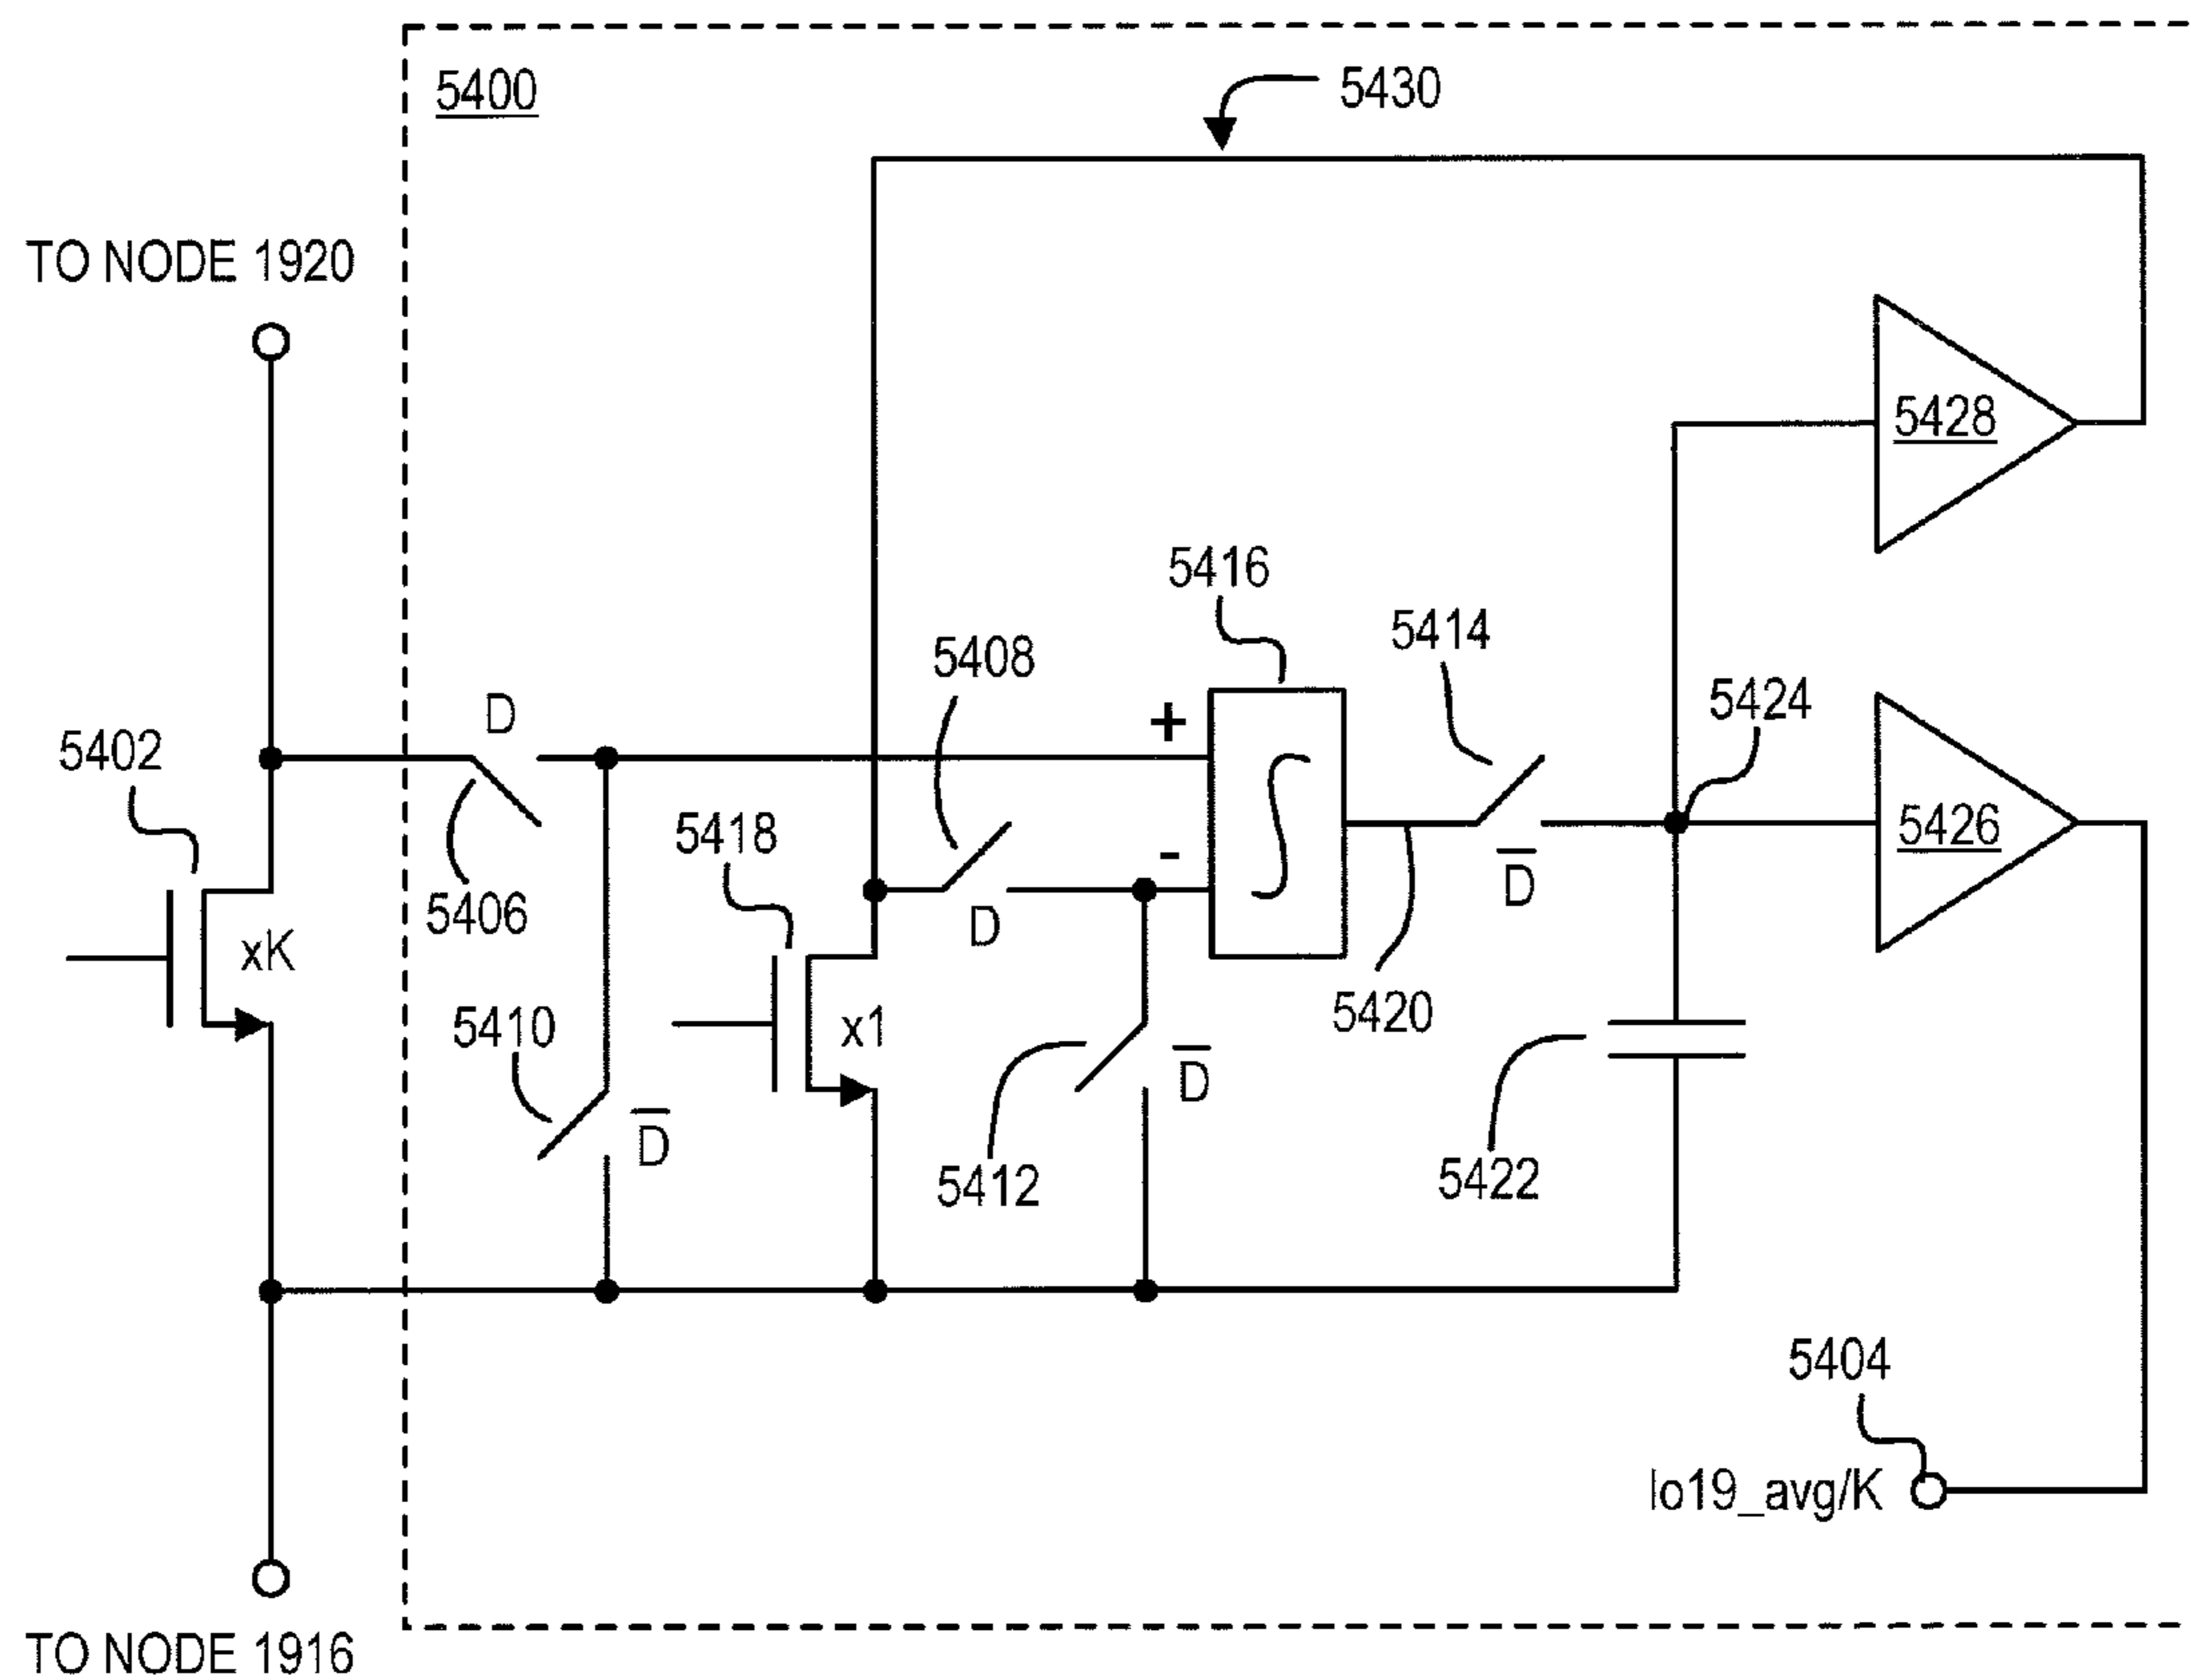 5400
5430
TO NODE 1920
5428
5416
5414
5408
5424
D
+
5402
5418
5426
-
D̅
5406
D
xK
5420
5410
x1
D̅
D̅
5412
5422
5404
Io19_avg/K
TO NODE 1916